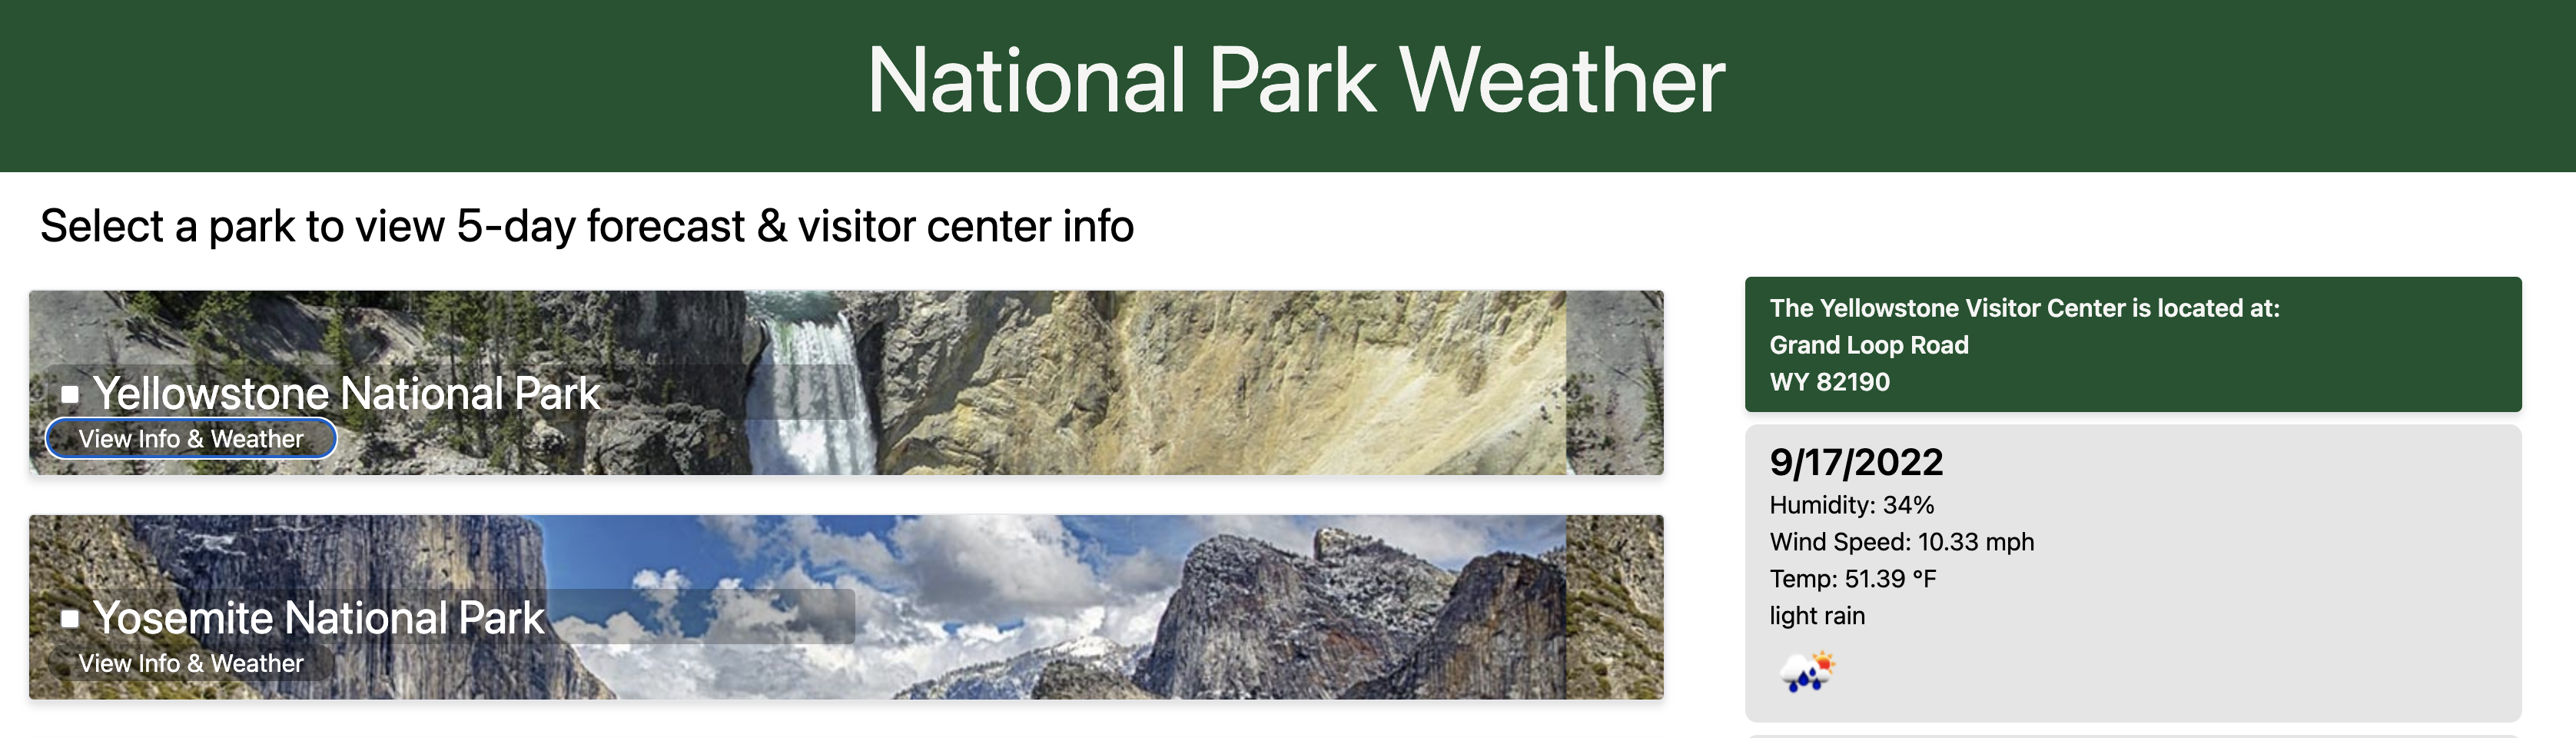 National Park Weather
Select a park to view 5-day forecast & visitor center info
Yellowstone National Park
View Info & Weather
Yosemite National Park
View Info & Weather
The Yellowstone Visitor Center is located at:
Grand Loop Road
WY 82190
9/17/2022
Humidity: 34%
Wind Speed: 10.33 mph
Temp: 51.39 °F
light rain